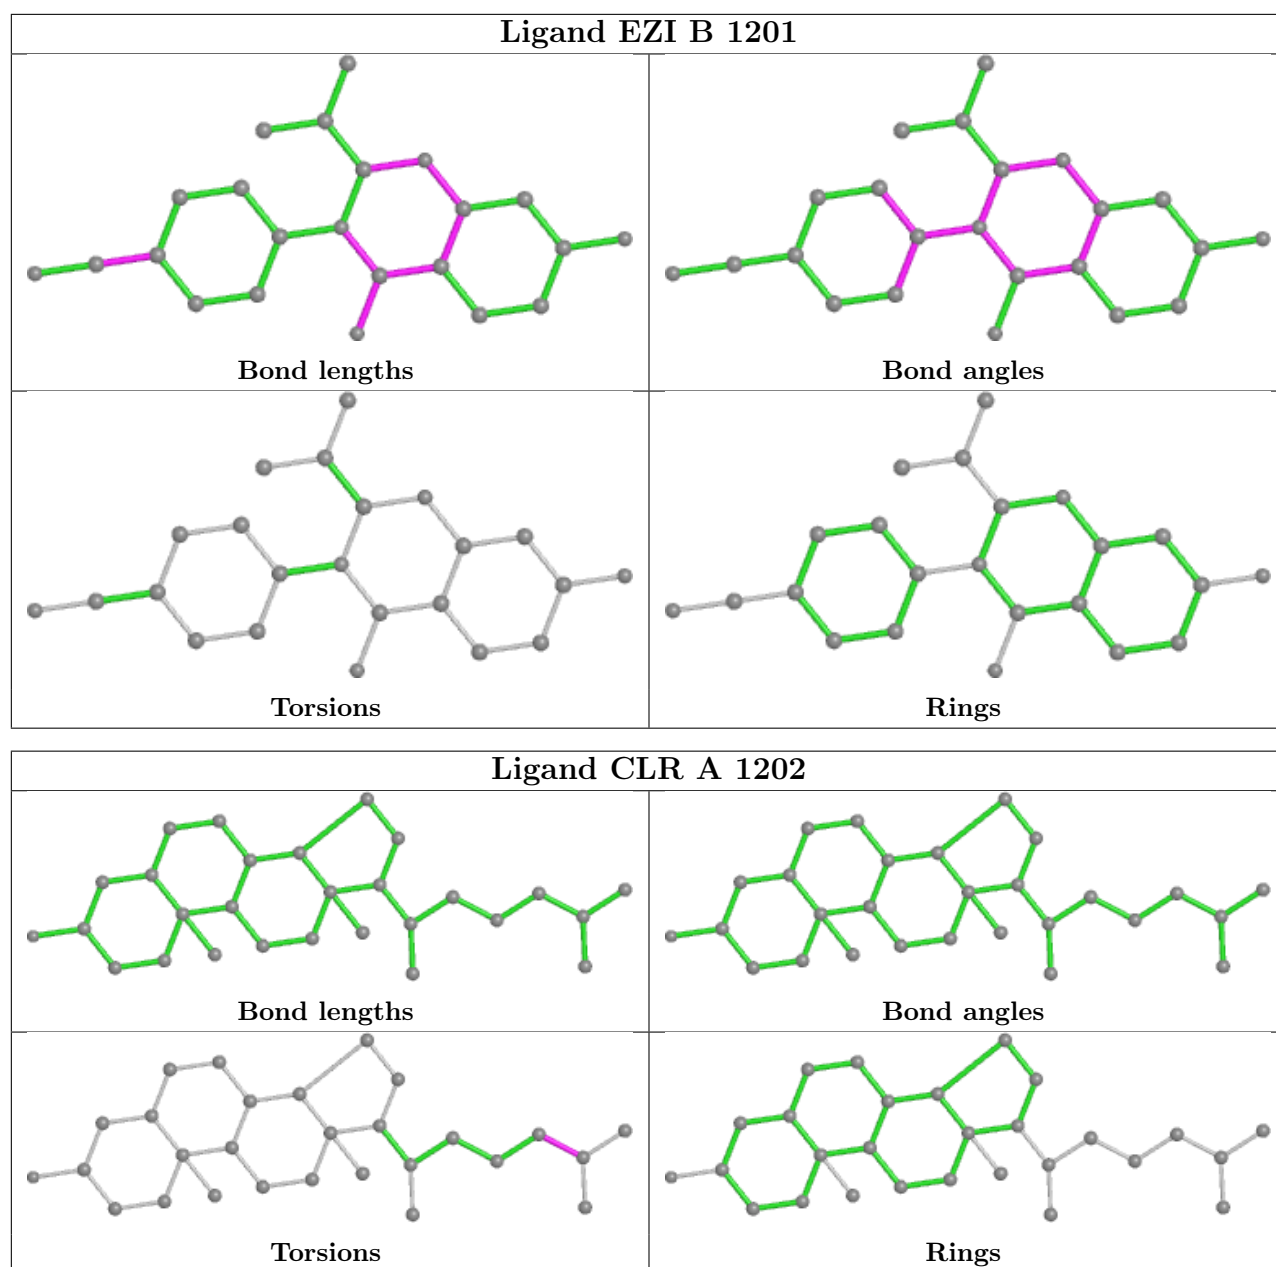 Ligand EZI B 1201
Bond lengths
Bond angles
Torsions
Rings
Ligand CLR A 1202
Bond lengths
Bond angles
Torsions
Rings